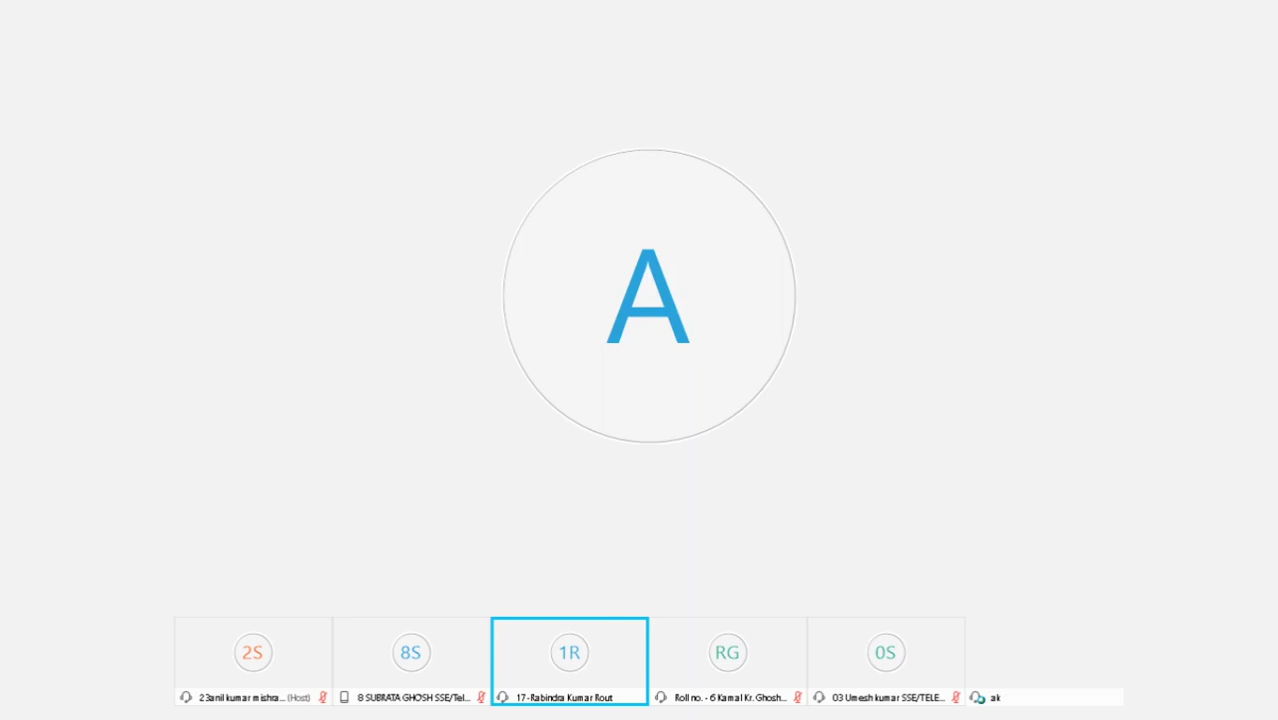 A
2S
8S
1R
RG
0S
23anil kumar mishra... (Host)
8 SUBRATA GHOSH SSE/Tel...
17-Rabindra Kumar Rout
Roll no. - 6 Kamal Kr. Ghosh...
03 Umesh kumar SSE/TELE...
ak